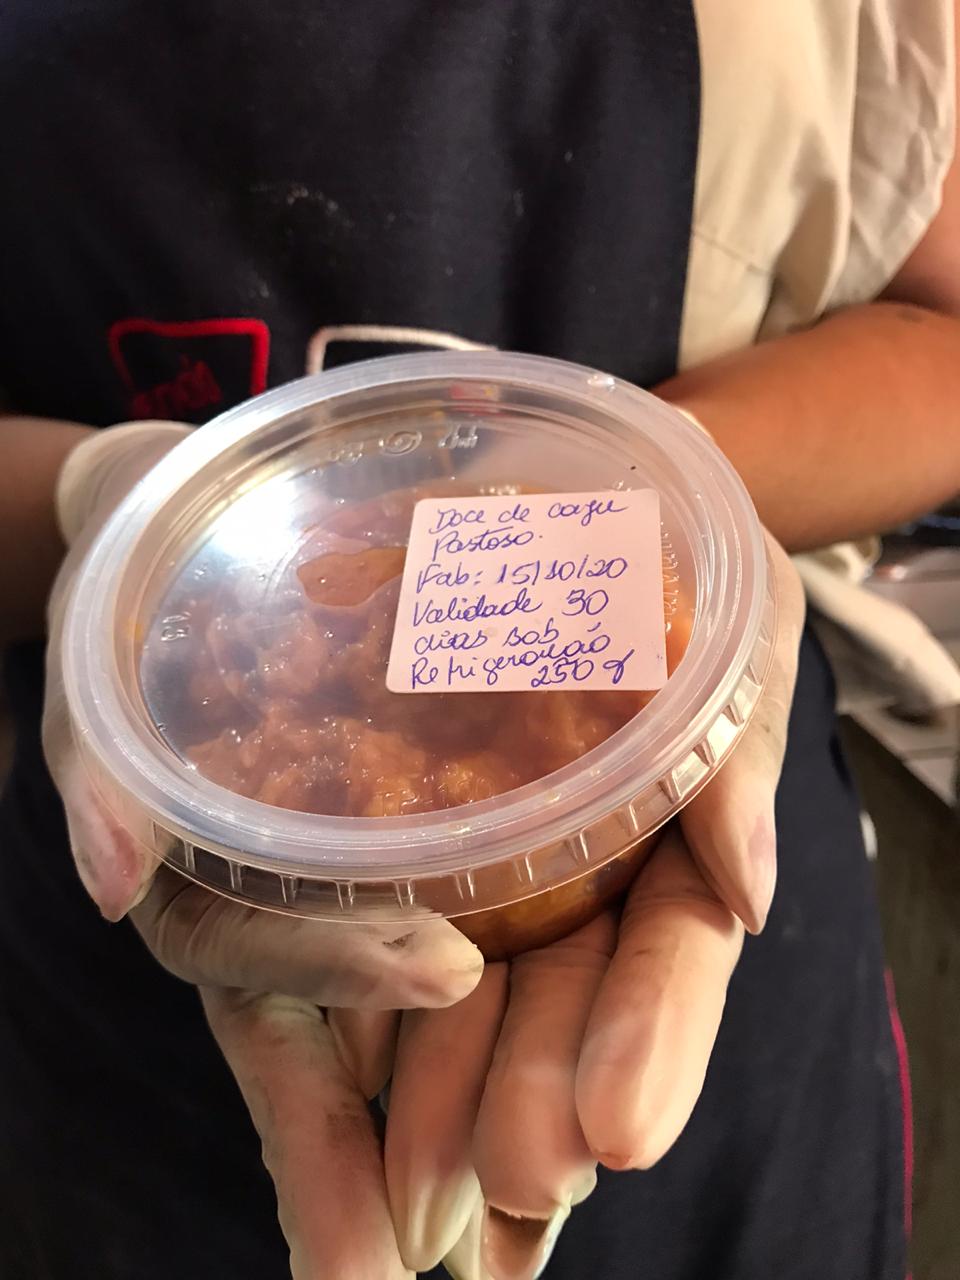 Doce de caju
Pastoso.
Fab: 15/10/20
Validade 30
dias sob
Refrigeração
250 g